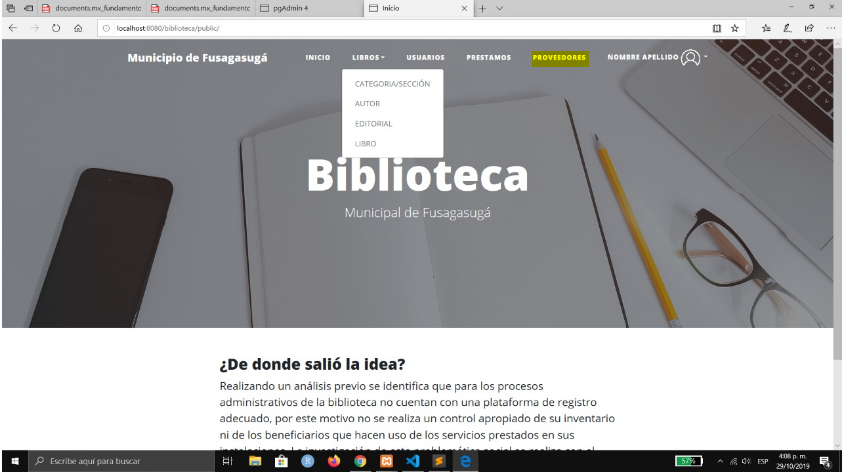 documents.mx_fundamento
documents.mx_fundamento
pgAdmin 4
Inicio
localhost:8080/biblioteca/public/
Municipio de Fusagasugá
INICIO
LIBROS
USUARIOS
PRESTAMOS
PROVEEDORES
NOMBRE APELLIDO
CATEGORIA/SECCIÓN
AUTOR
EDITORIAL
LIBRO
Biblioteca
Municipal de Fusagasugá
¿De donde salió la idea?
Realizando un análisis previo se identifica que para los procesos
administrativos de la biblioteca no cuentan con una plataforma de registro
adecuado, por este motivo no se realiza un control apropiado de su inventario
ni de los beneficiarios que hacen uso de los servicios prestados en sus
Escribe aquí para buscar
57%
ESP
4:06 p. m.
29/10/2019